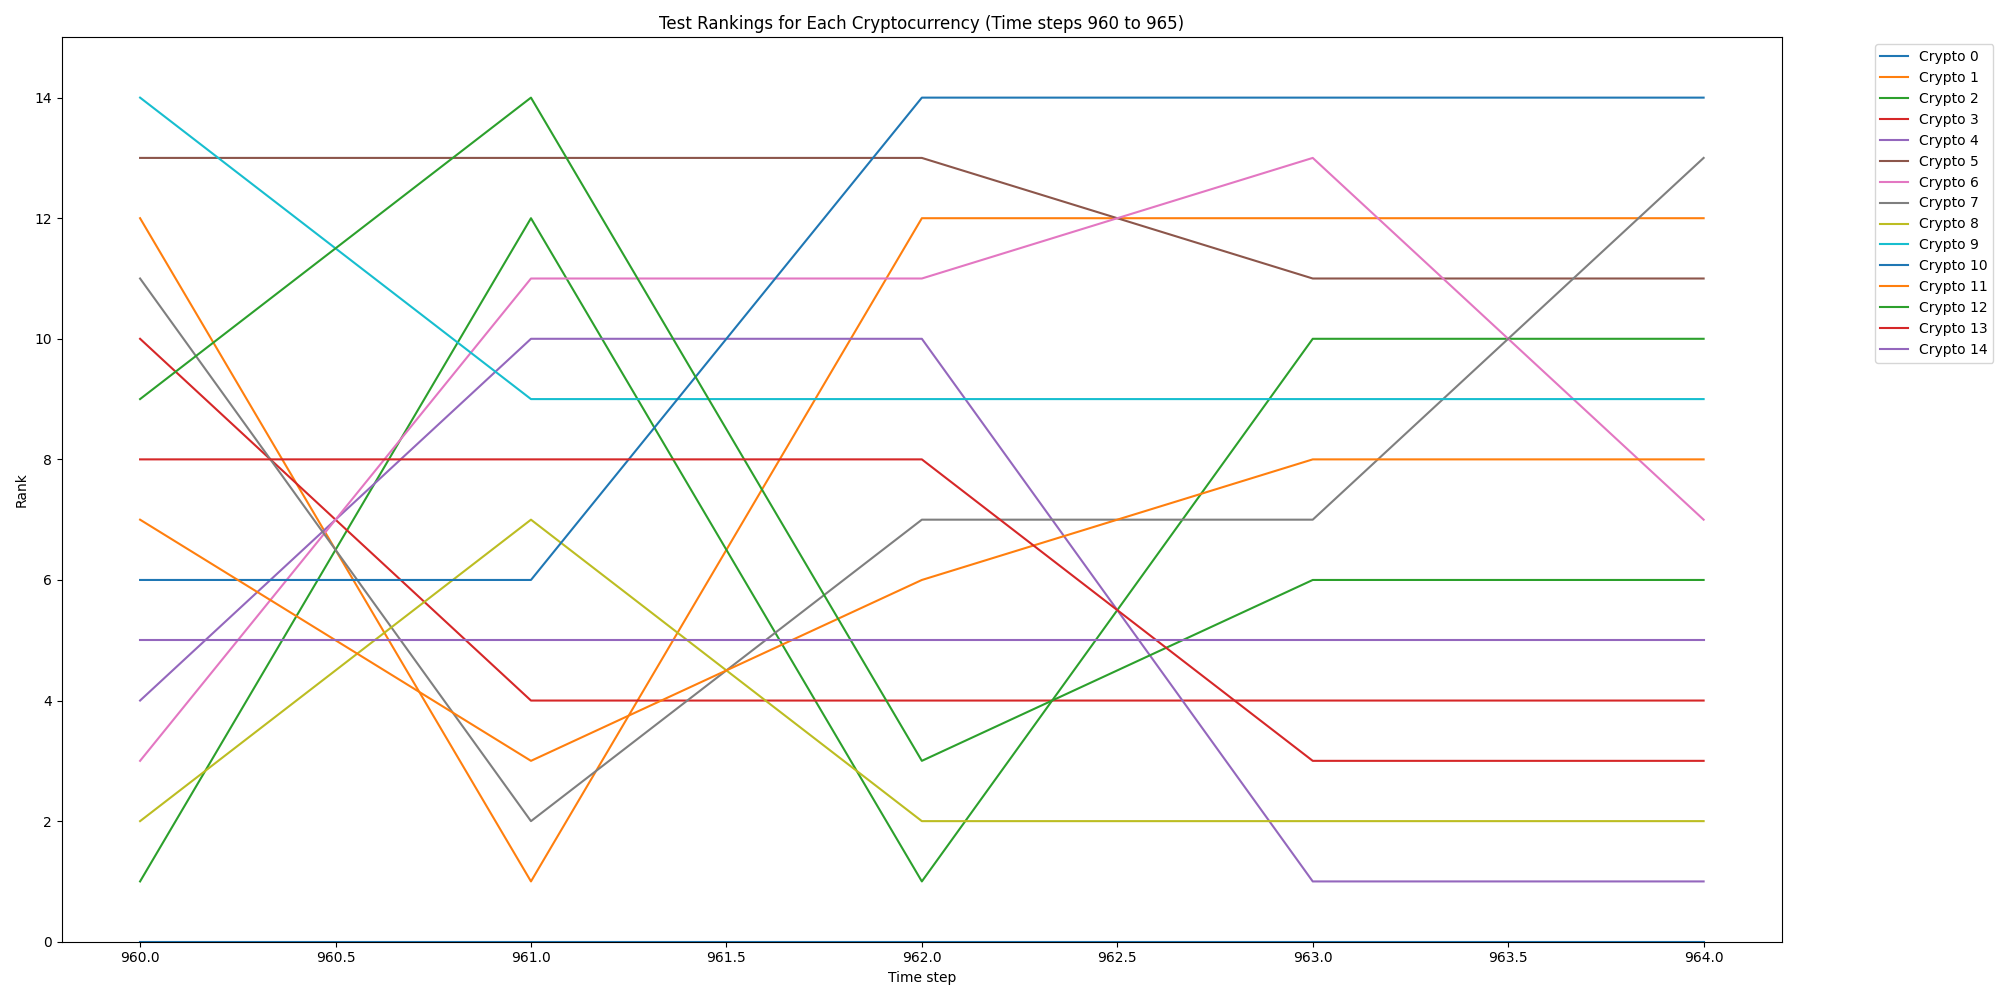 Test Rankings for Each Cryptocurrency (Time steps 960 to 965)
Rank
14
12
10
8
6
4
2
0
960.0 960.5 961.0 961.5 962.0 962.5 963.0 963.5 964.0
Time step
Crypto 0
Crypto 1
Crypto 2
Crypto 3
Crypto 4
Crypto 5
Crypto 6
Crypto 7
Crypto 8
Crypto 9
Crypto 10
Crypto 11
Crypto 12
Crypto 13
Crypto 14